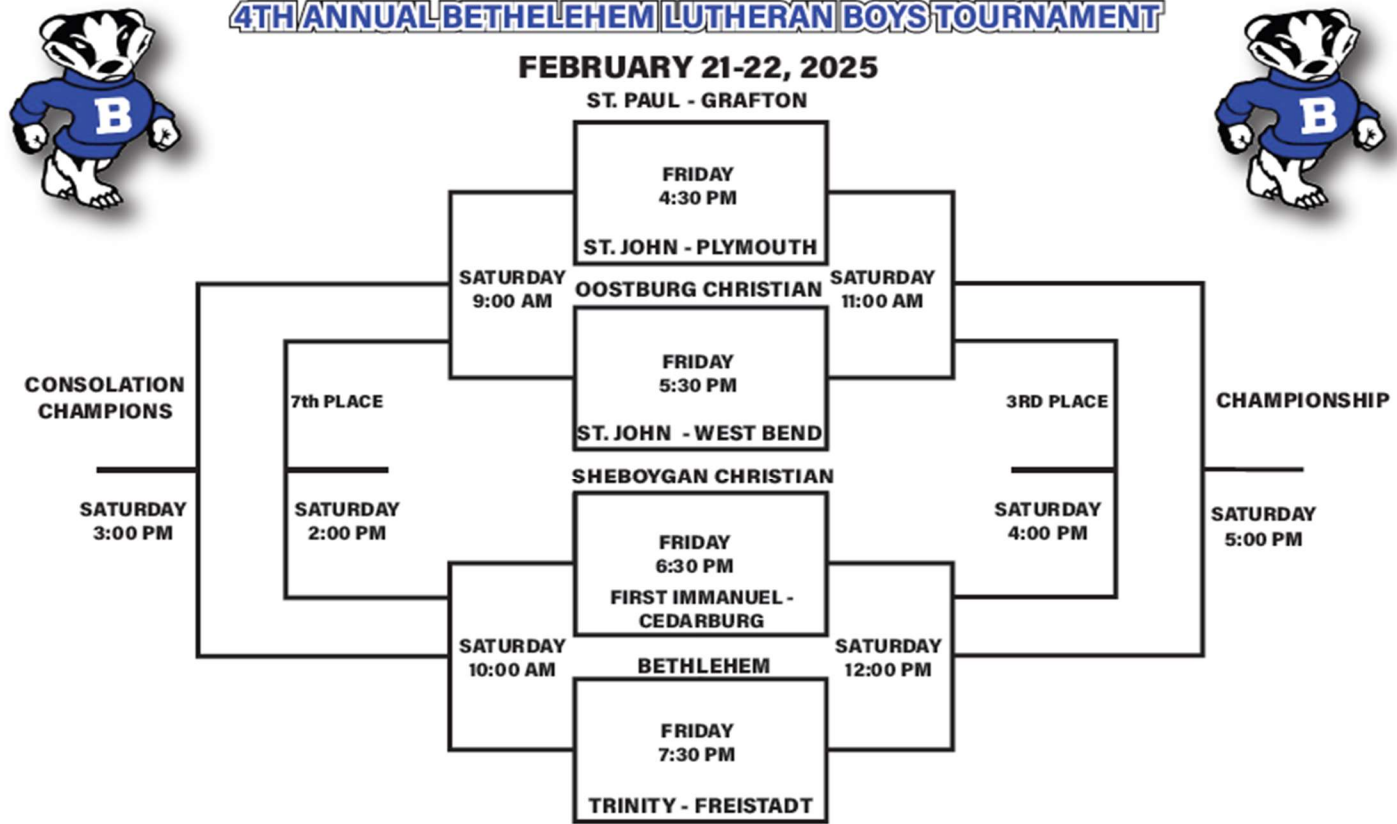 4TH ANNUAL BETHELEHEM LUTHERAN BOYS TOURNAMENT
FEBRUARY 21-22, 2025
B
B
ST. PAUL - GRAFTON
FRIDAY
4:30 PM
ST. JOHN - PLYMOUTH
SATURDAY
9:00 AM
OOSTBURG CHRISTIAN
SATURDAY
11:00 AM
FRIDAY
5:30 PM
ST. JOHN - WEST BEND
CONSOLATION
CHAMPIONS
7th PLACE
3RD PLACE
CHAMPIONSHIP
SHEBOYGAN CHRISTIAN
SATURDAY
3:00 PM
SATURDAY
2:00 PM
FRIDAY
6:30 PM
FIRST IMMANUEL -
CEDARBURG
SATURDAY
4:00 PM
SATURDAY
5:00 PM
SATURDAY
10:00 AM
BETHLEHEM
SATURDAY
12:00 PM
FRIDAY
7:30 PM
TRINITY - FREISTADT